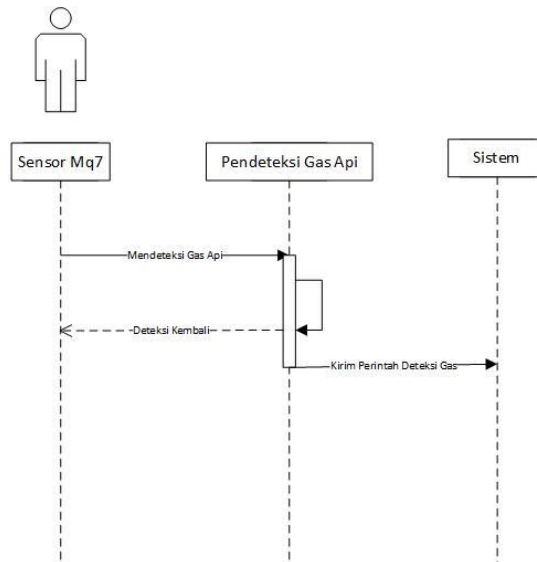 Sensor Mq7
Pendeteksi Gas Api
Sistem
Mendeteksi Gas Api
Deteksi Kembali
Kirim Perintah Deteksi Gas